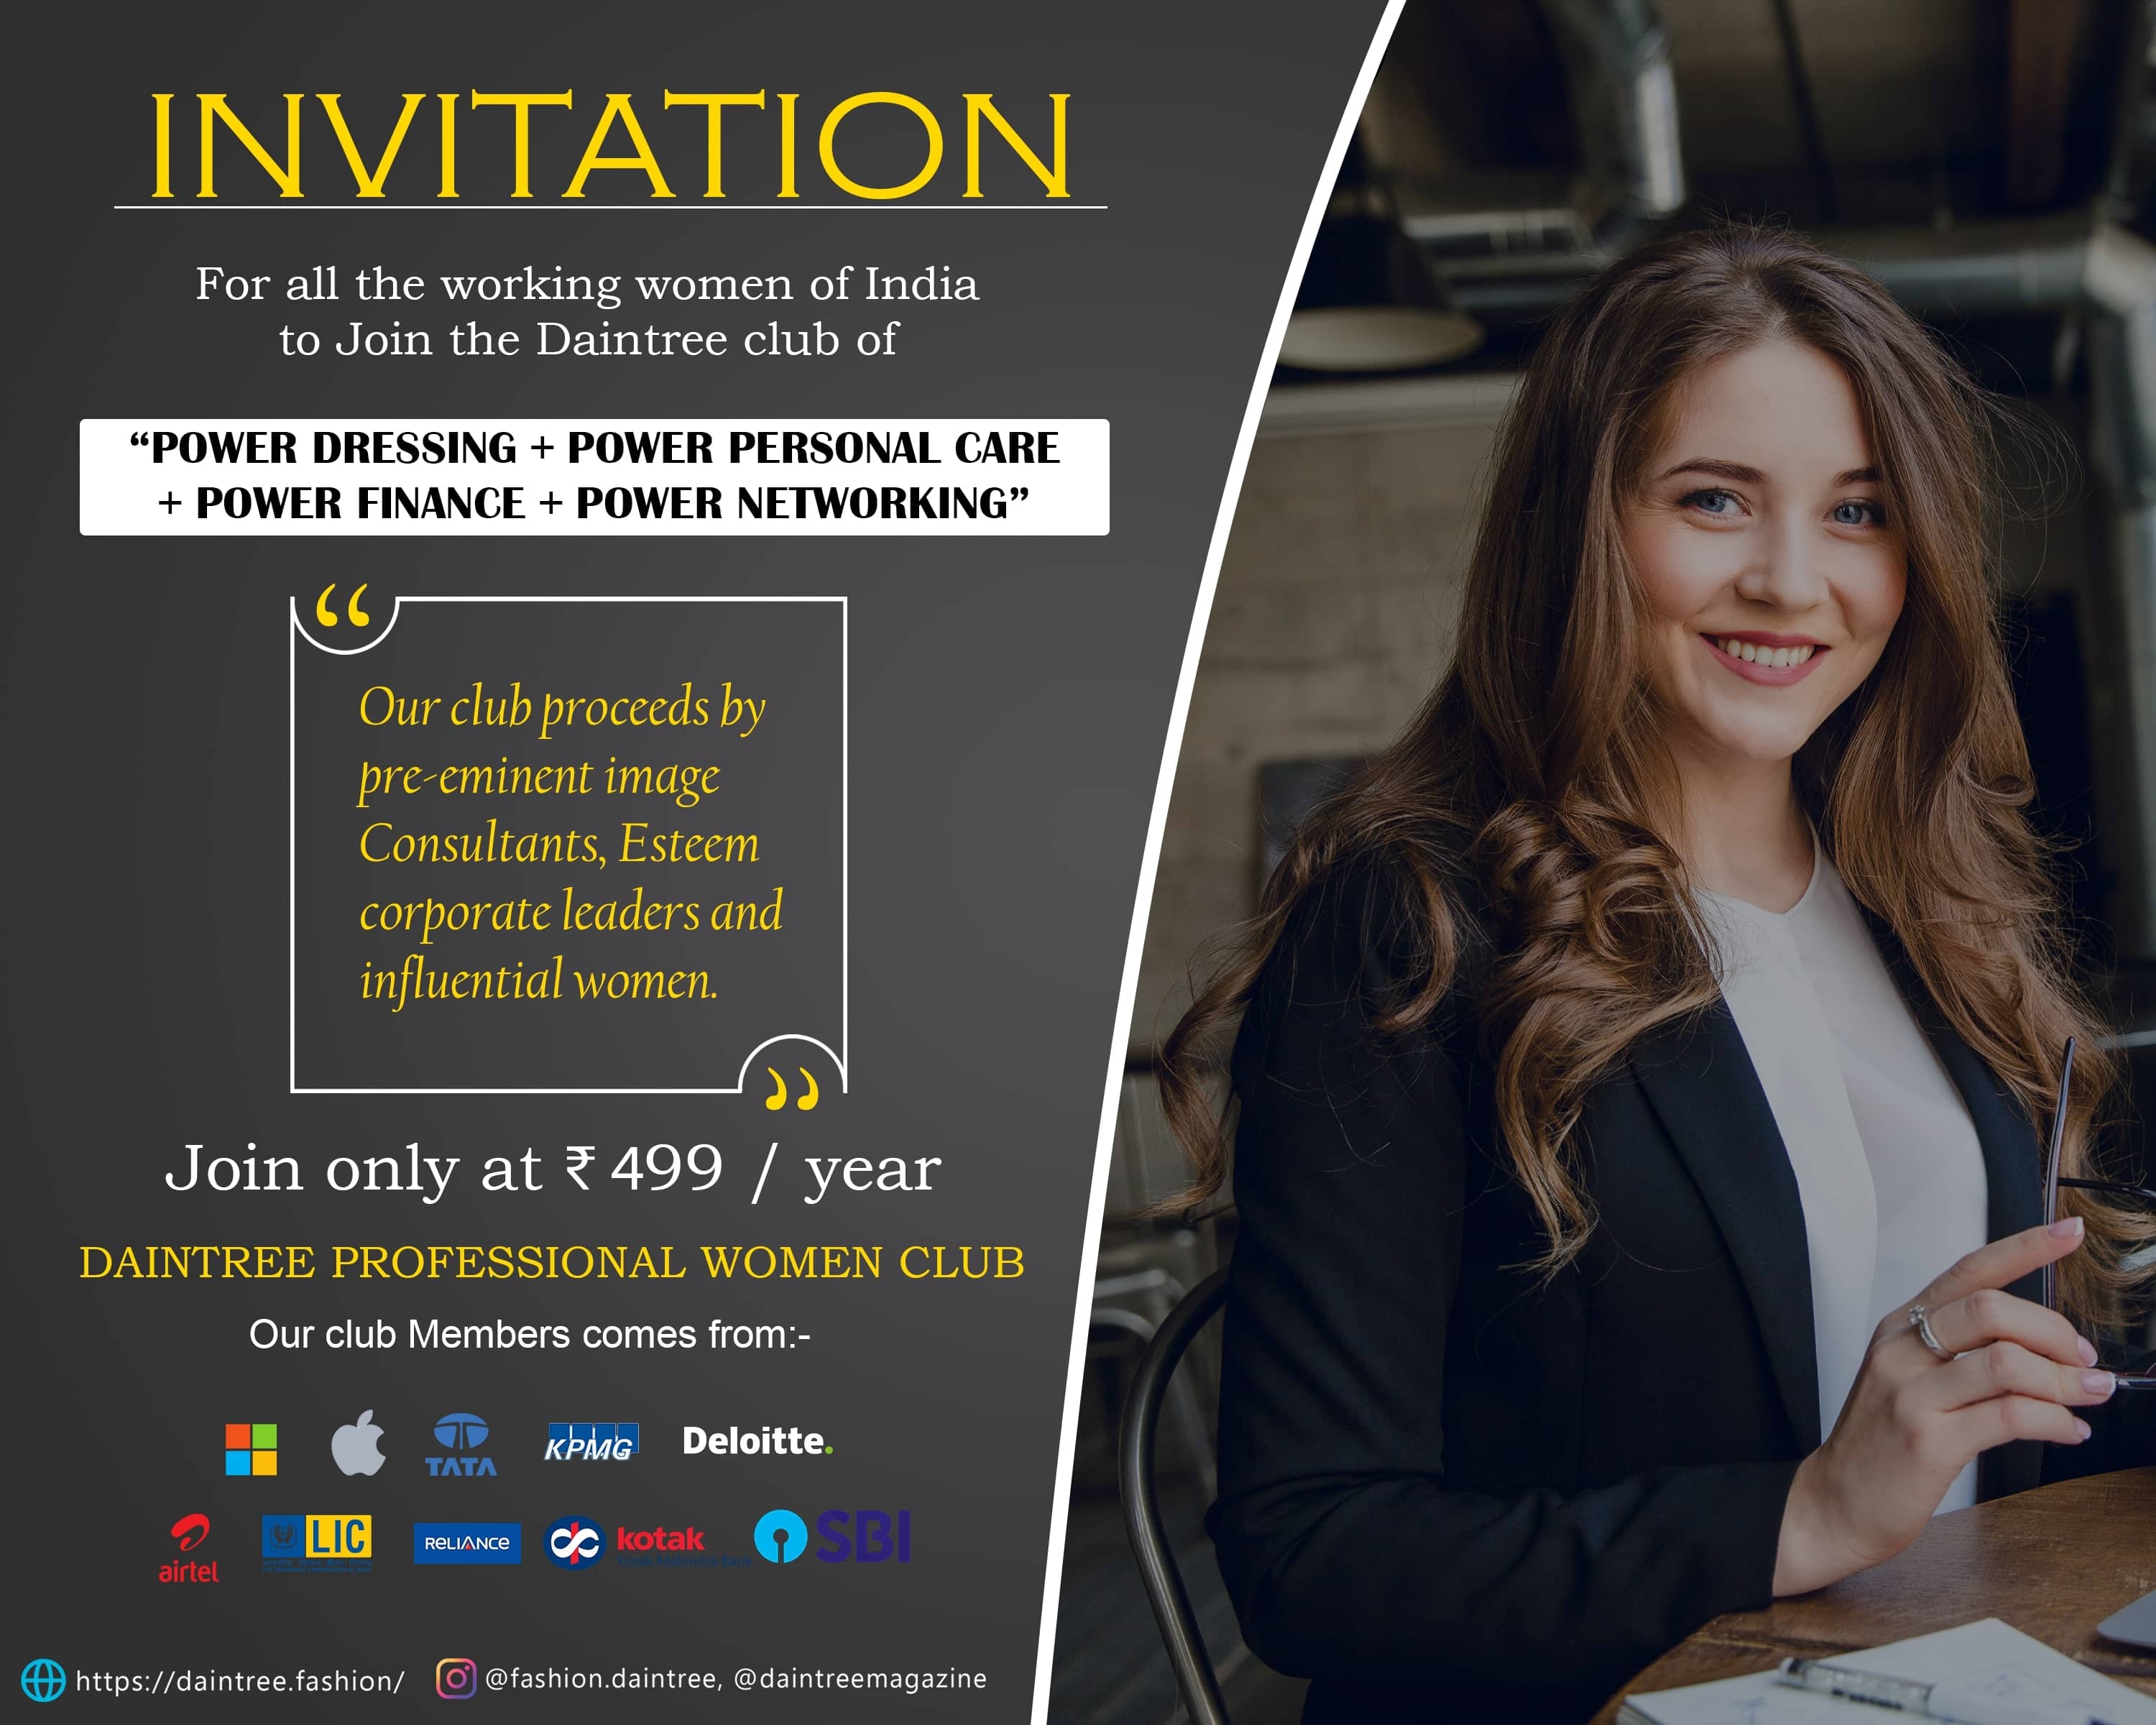 INVITATION
For all the working women of India
to Join the Daintree club of
“POWER DRESSING + POWER PERSONAL CARE
+ POWER FINANCE + POWER NETWORKING”
“
Our club proceeds by
pre-eminent image
Consultants, Esteem
corporate leaders and
influential women.
”
Join only at ₹ 499 / year
DAINTREE PROFESSIONAL WOMEN CLUB
Our club Members comes from:-
TATA
KPMG
Deloitte.
airtel
LIC
RELIANCE
kotak
Kotak Mahindra Bank
SBI
https://daintree.fashion/
@fashion.daintree, @daintreemagazine